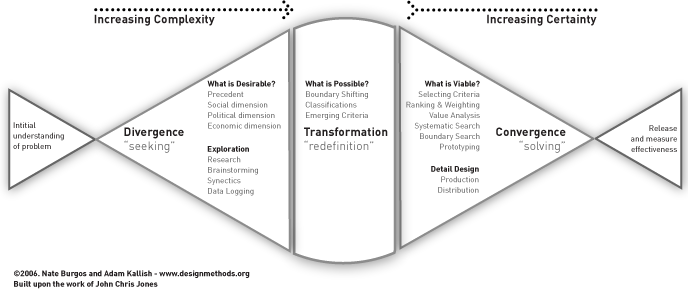 Increasing Complexity
Increasing Certainty
Intitial
understanding
of problem
Divergence
"seeking"
What is Desirable?
Precedent
Social dimension
Political dimension
Economic dimension
Exploration
Research
Brainstorming
Synectics
Data Logging
What is Possible?
Boundary Shifting
Classifications
Emerging Criteria
Transformation
"redefinition"
What is Viable?
Selecting Criteria
Ranking & Weighting
Value Analysis
Systematic Search
Boundary Search
Prototyping
Detail Design
Production
Distribution
Convergence
"solving"
Release
and measure
effectiveness
©2006. Nate Burgos and Adam Kallish - www.designmethods.org
Built upon the work of John Chris Jones